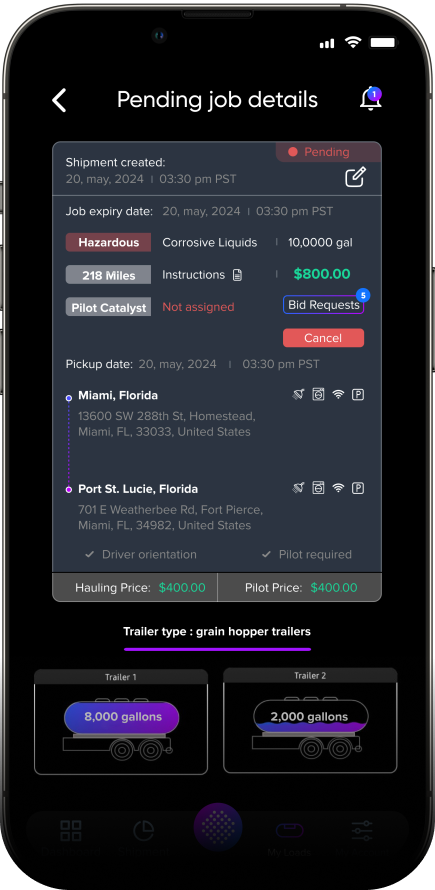 Pending job details
1
Pending
Shipment created:
20, may, 2024 | 03:30 pm PST
Job expiry date: 20, may, 2024 | 03:30 pm PST
Hazardous Corrosive Liquids | 10,0000 gal
218 Miles Instructions | $800.00
5
Pilot Catalyst Not assigned Bid Requests
Cancel
Pickup date: 20, may, 2024 | 03:30 pm PST
Miami, Florida
P
13600 SW 288th St, Homestead,
Miami, FL, 33033, United States
Port St. Lucie, Florida
P
701 E Weatherbee Rd, Fort Pierce,
Miami, FL, 34982, United States
Driver orientation Pilot required
Hauling Price: $400.00 Pilot Price: $400.00
Trailer type : grain hopper trailers
Trailer 1 Trailer 2
8,000 gallons 2,000 gallons
My Loads